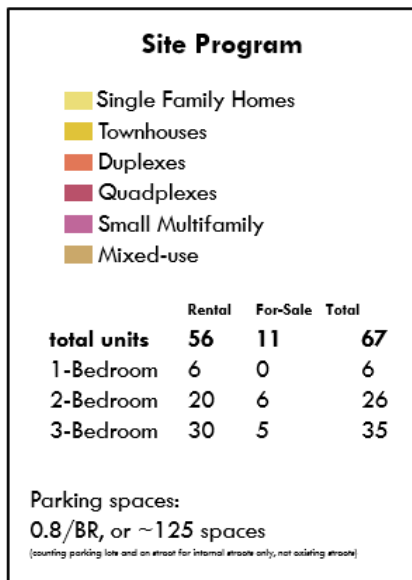 Site Program
Single Family Homes
Townhouses
Duplexes
Quadplexes
Small Multifamily
Mixed-use
Rental For-Sale Total
total units 56 11 67
1-Bedroom 6 0 6
2-Bedroom 20 6 26
3-Bedroom 30 5 35
Parking spaces:
0.8/BR, or ~125 spaces
(counting parking lots and on street for internal streets only, not existing streets)